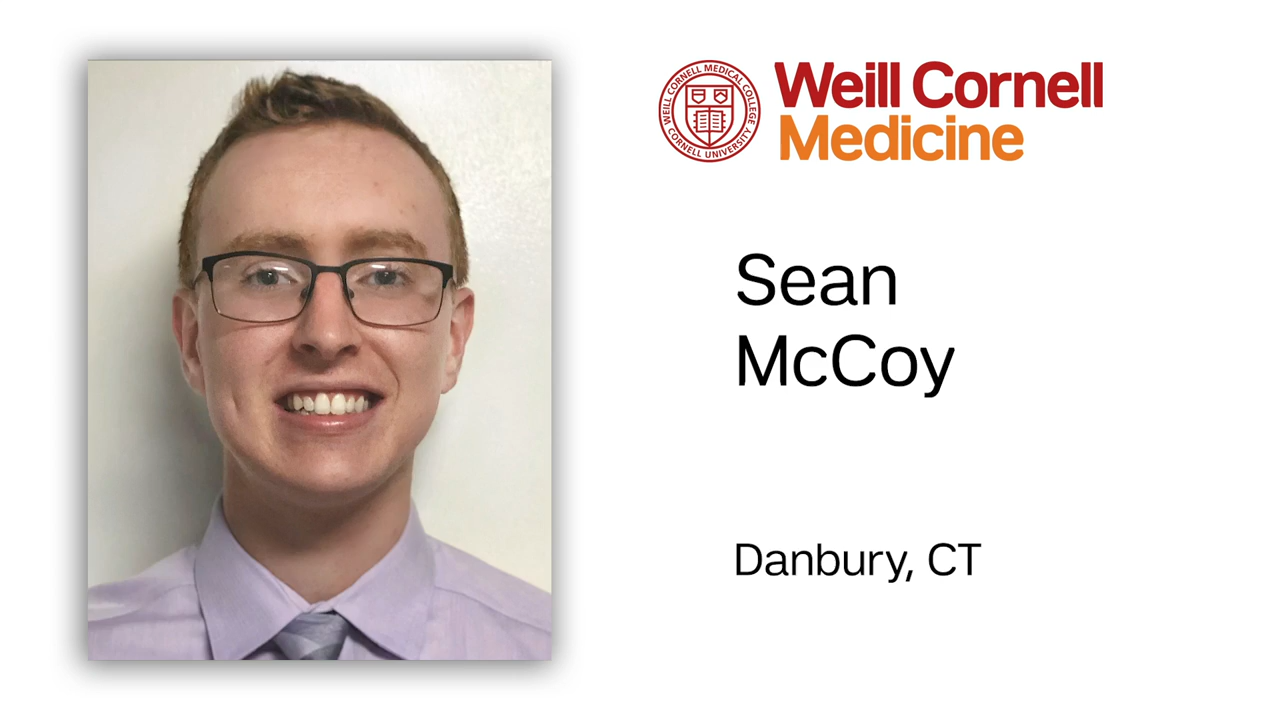 WEILL CORNELL MEDICAL COLLEGE
CORNELL UNIVERSITY
Weill Cornell
Medicine
Sean
McCoy
Danbury, CT